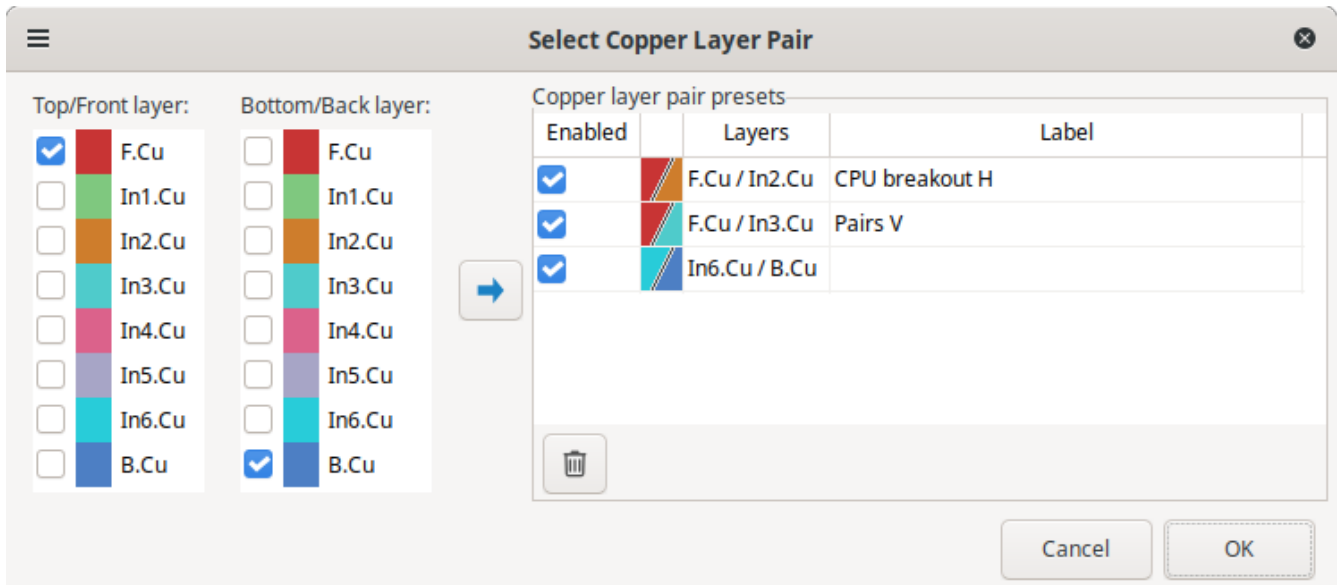 Select Copper Layer Pair
Top/Front layer:
F.Cu
In1.Cu
In2.Cu
In3.Cu
In4.Cu
In5.Cu
In6.Cu
B.Cu
Bottom/Back layer:
F.Cu
In1.Cu
In2.Cu
In3.Cu
In4.Cu
In5.Cu
In6.Cu
B.Cu
Copper layer pair presets
Enabled Layers Label
F.Cu / In2.Cu CPU breakout H
F.Cu / In3.Cu Pairs V
In6.Cu / B.Cu
Cancel OK